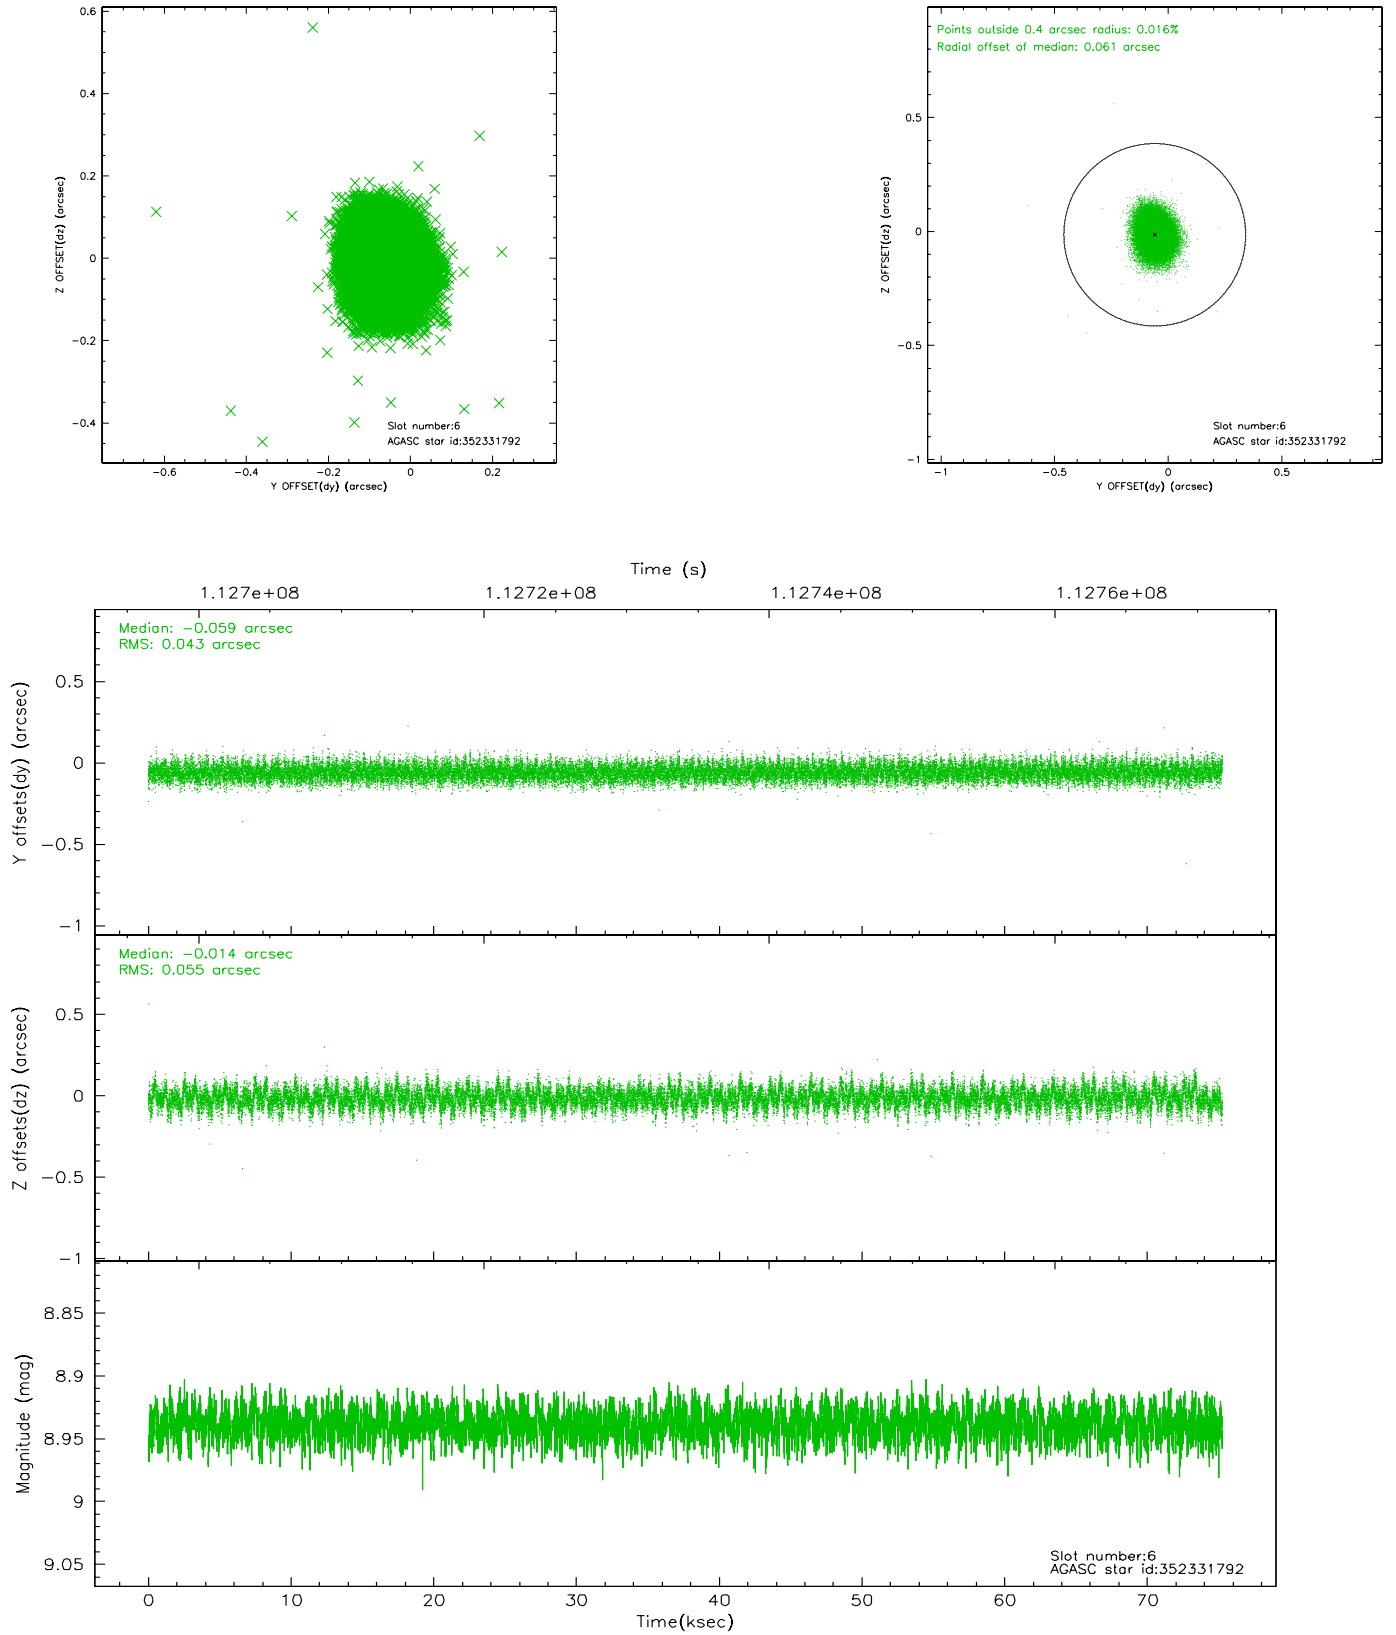 0.6
0.4
0.2
0
−0.2
−0.4
−0.6
−0.4
−0.2
0
0.2
Z OFFSET(dz) (arcsec)
Y OFFSET(dy) (arcsec)
Slot number:6
AGASC star id:352331792
Points outside 0.4 arcsec radius: 0.016%
Radial offset of median: 0.061 arcsec
0.5
0
−0.5
−1
−1
−0.5
0
0.5
Z OFFSET(dz) (arcsec)
Y OFFSET(dy) (arcsec)
Slot number:6
AGASC star id:352331792
Time (s)
1.127e+08
1.1272e+08
1.1274e+08
1.1276e+08
Median: −0.059 arcsec
RMS: 0.043 arcsec
0.5
0
−0.5
−1
Y offsets(dy) (arcsec)
Median: −0.014 arcsec
RMS: 0.055 arcsec
0.5
0
−0.5
−1
Z offsets(dz) (arcsec)
8.85
8.9
8.95
9
9.05
Magnitude (mag)
Slot number:6
AGASC star id:352331792
0
10
20
30
40
50
60
70
Time(ksec)